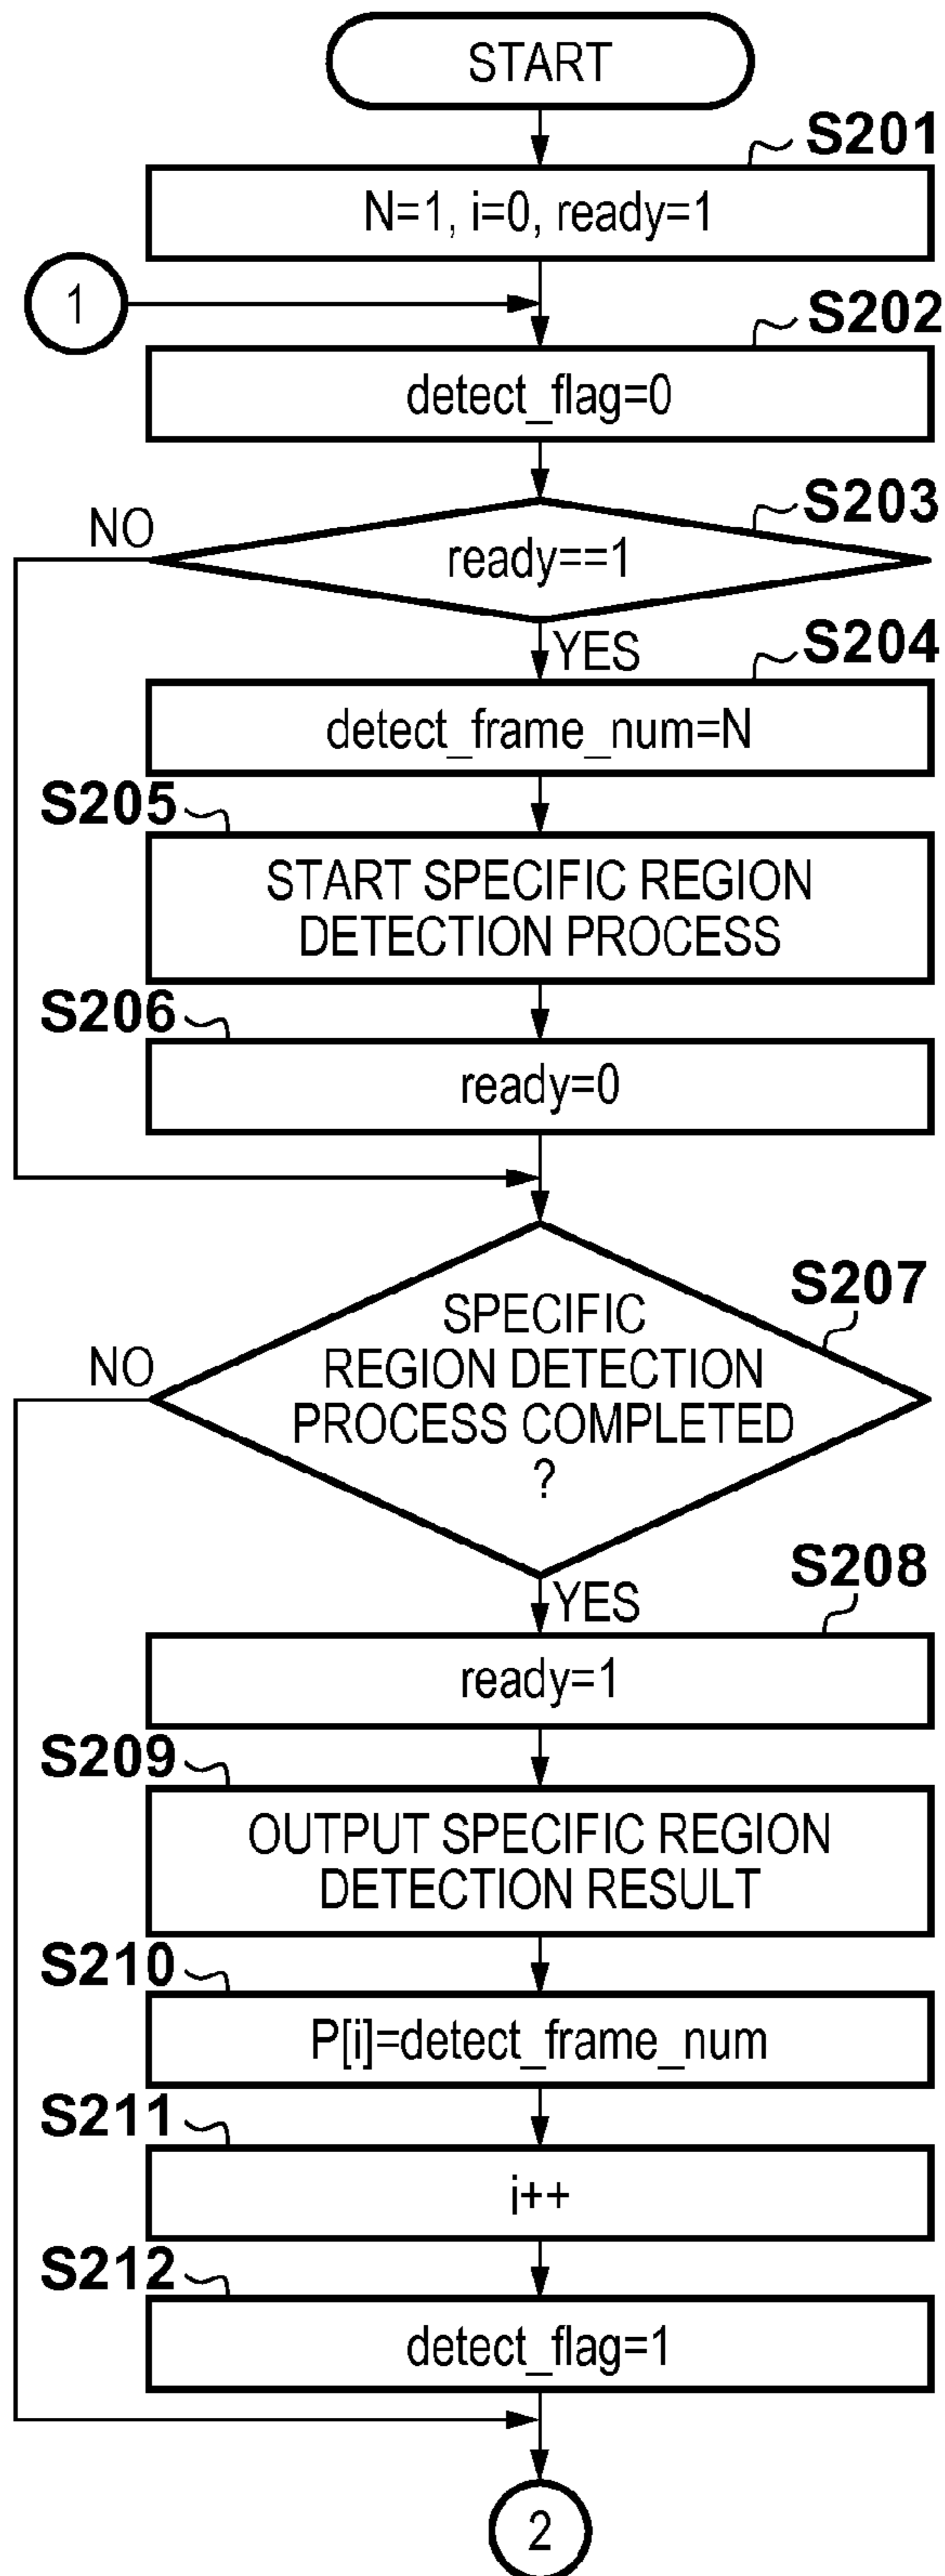 START
S201
N=1, i=0, ready=1
1
S202
detect_flag=0
S203
NO
ready==1
YES
S204
detect_frame_num=N
S205
START SPECIFIC REGION
DETECTION PROCESS
S206
ready=0
S207
SPECIFIC
REGION DETECTION
PROCESS COMPLETED
?
NO
YES
S208
ready=1
S209
OUTPUT SPECIFIC REGION
DETECTION RESULT
S210
P[i]=detect_frame_num
S211
i++
S212
detect_flag=1
2